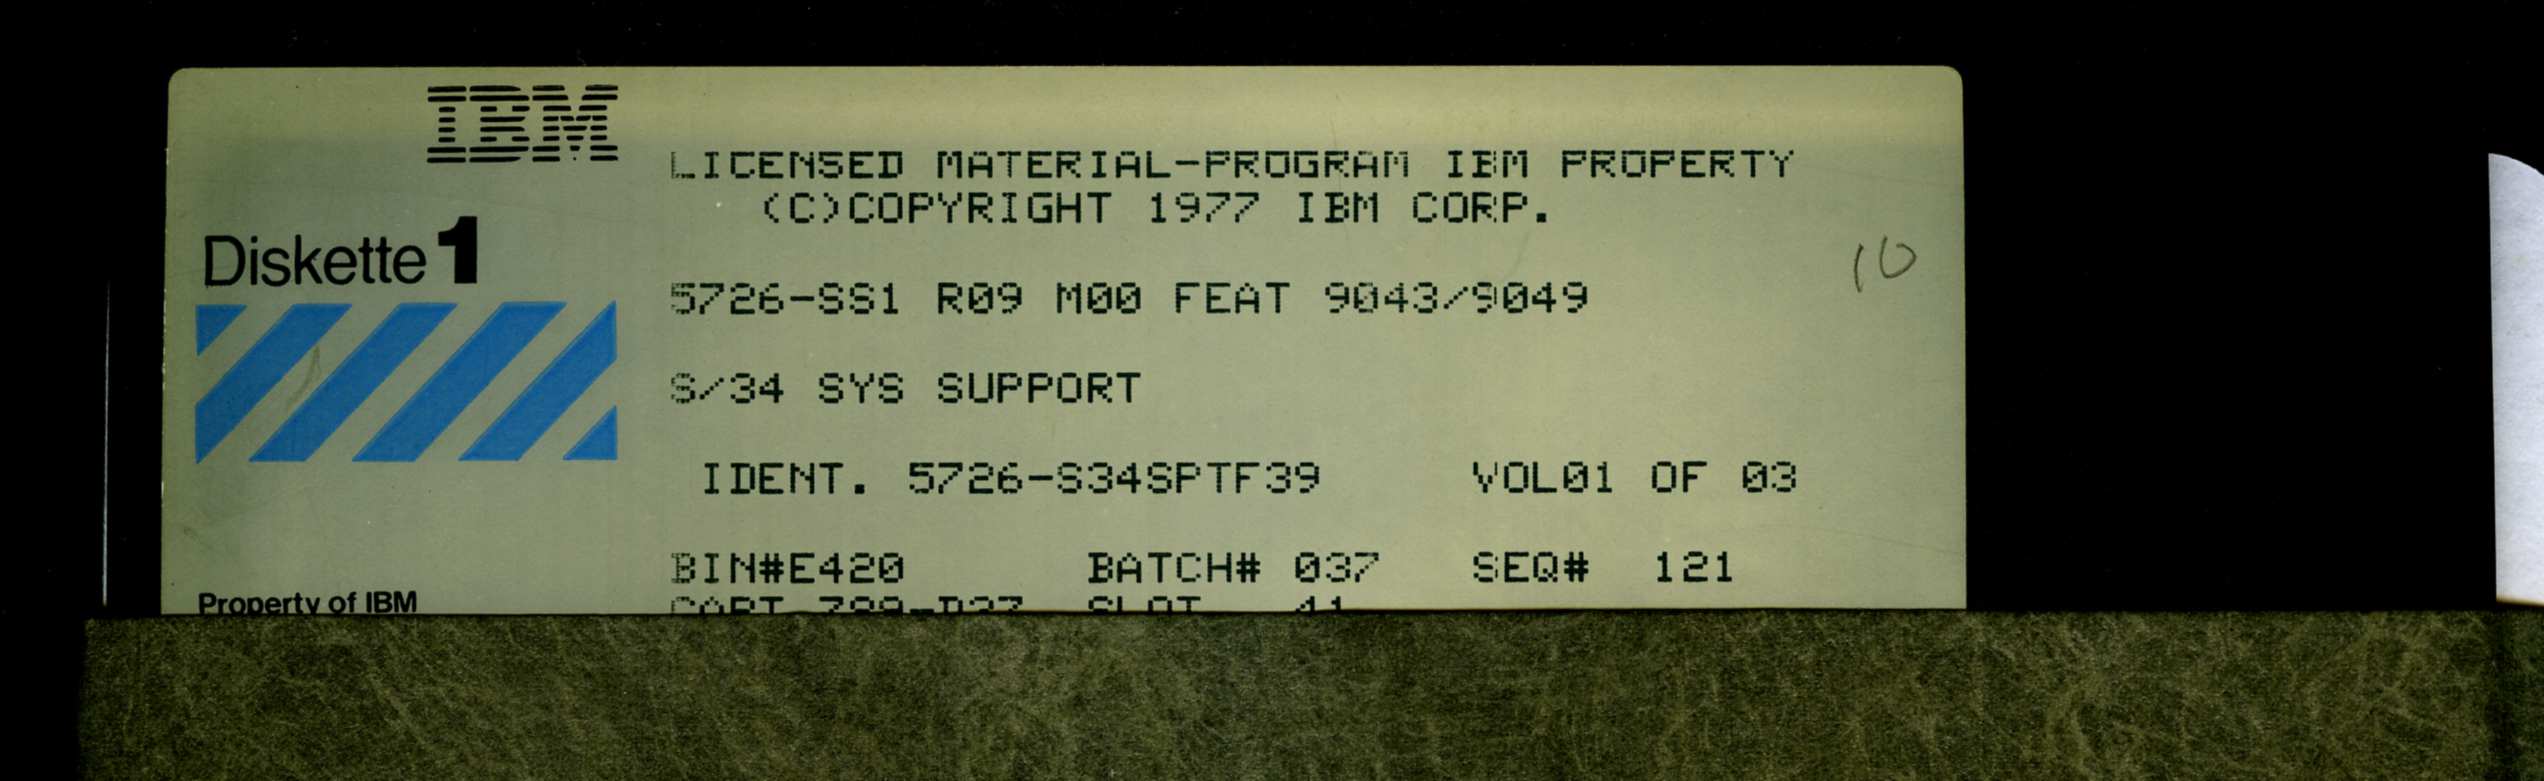 IBM
LICENSED MATERIAL-PROGRAM IBM PROPERTY
(C)COPYRIGHT 1977 IBM CORP.
Diskette 1
10
5726-SS1 R09 M00 FEAT 9043/9049
S/34 SYS SUPPORT
IDENT. 5726-S34SPTF39 VOL01 OF 03
BIN#E420 BATCH# 037 SEQ# 121
Property of IBM
SLOT 41